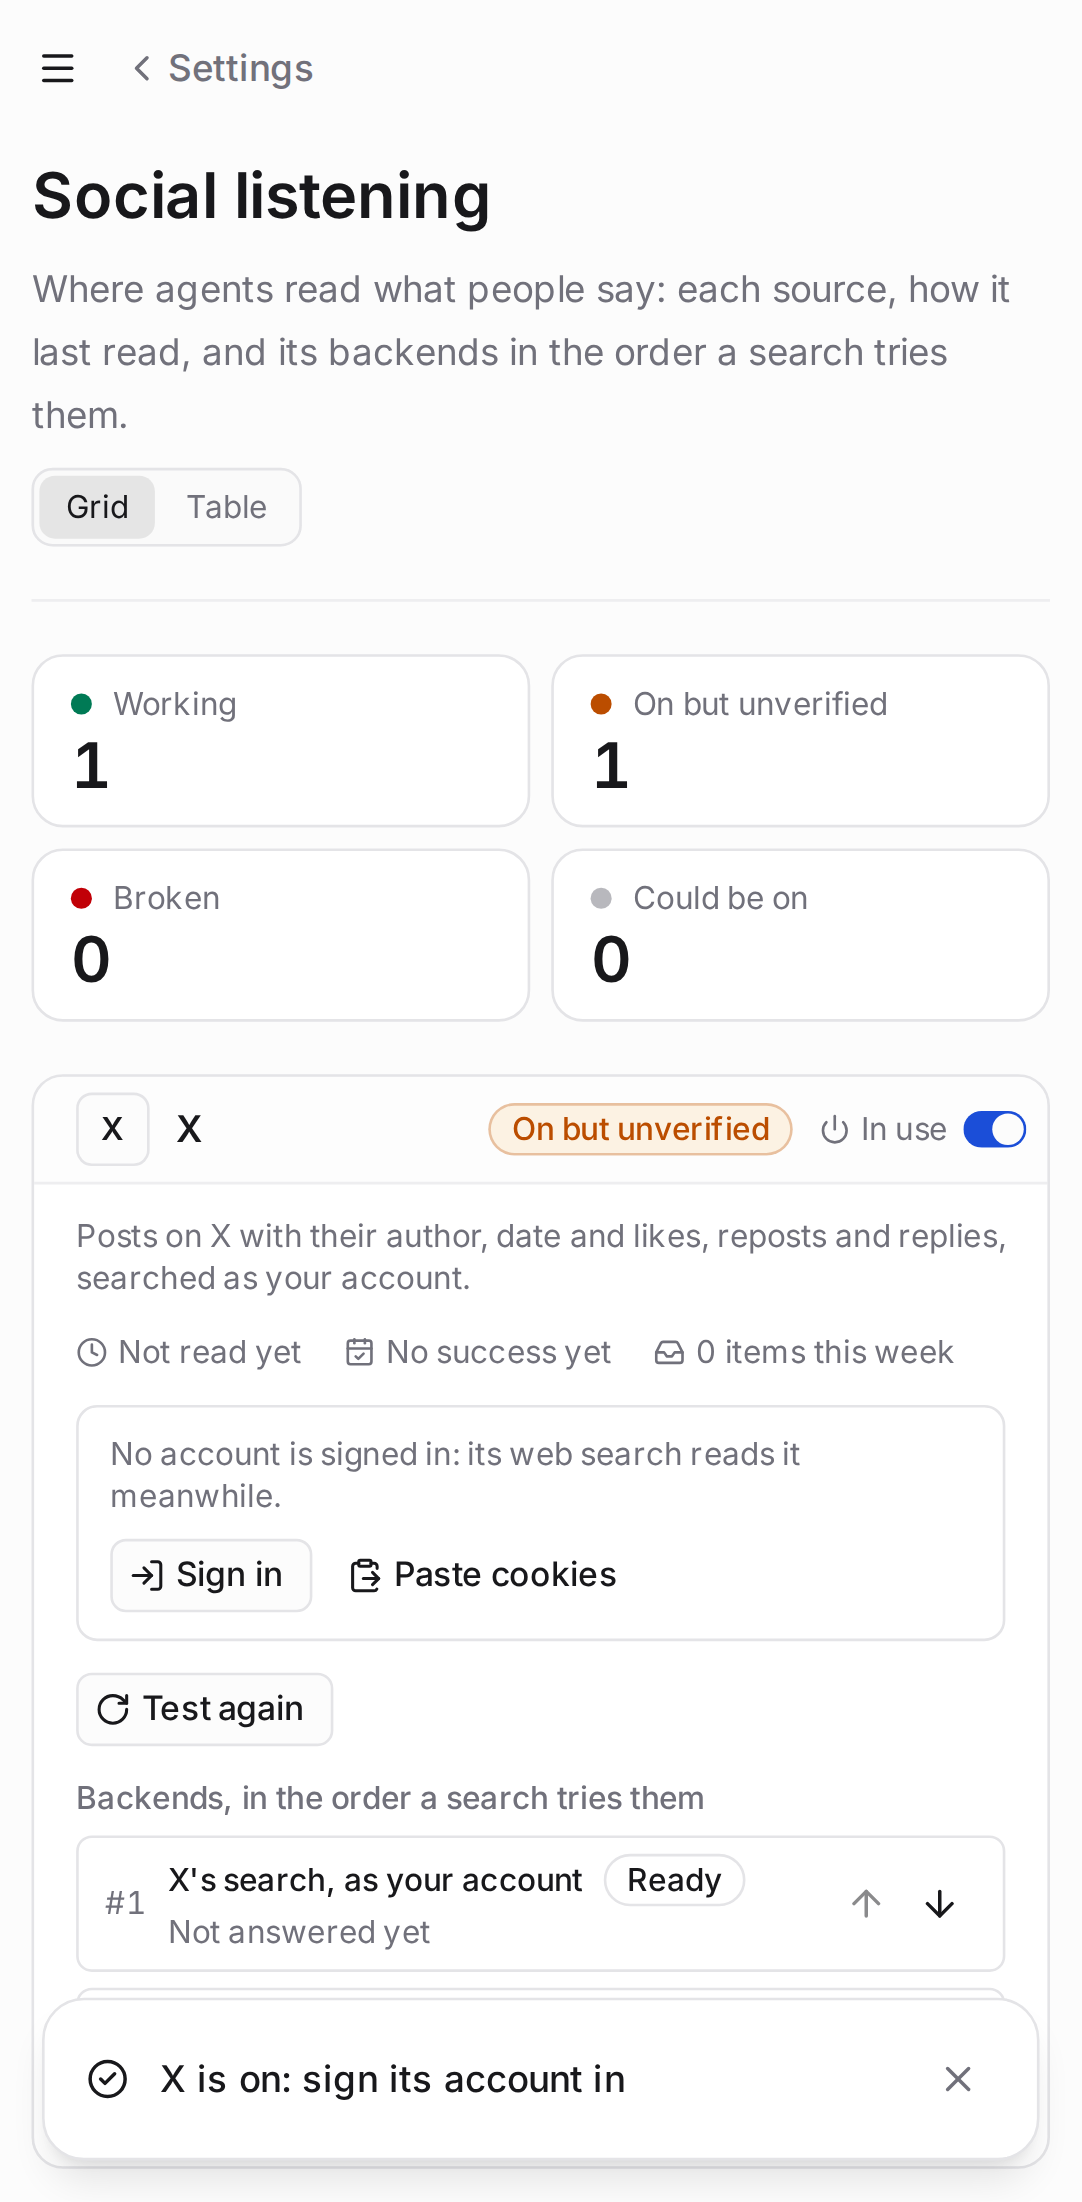 Settings
Social listening
Where agents read what people say: each source, how it
last read, and its backends in the order a search tries
them.
Grid Table
Working
1
On but unverified
1
Broken
0
Could be on
0
X X On but unverified In use
Posts on X with their author, date and likes, reposts and replies,
searched as your account.
Not read yet No success yet 0 items this week
No account is signed in: its web search reads it
meanwhile.
Sign in Paste cookies
Test again
Backends, in the order a search tries them
#1 X's search, as your account Ready
Not answered yet
X is on: sign its account in